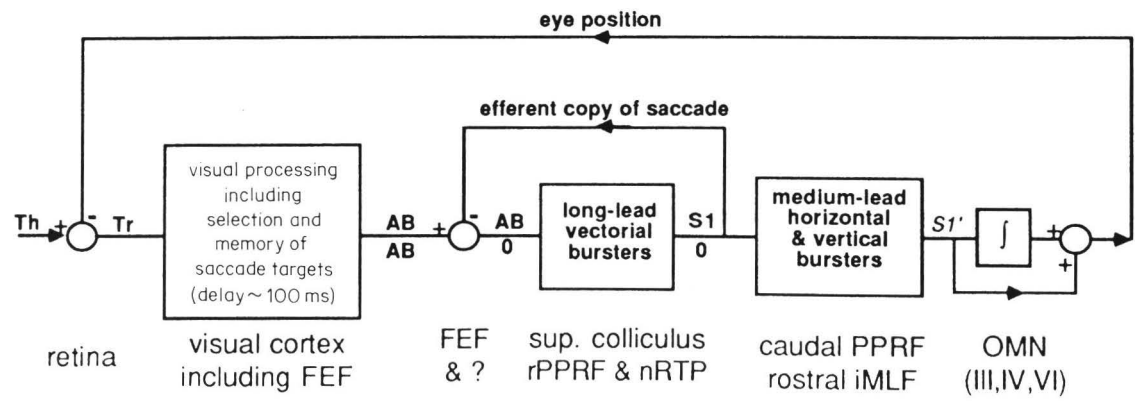 eye position
efferent copy of saccade
visual processing
including
selection and
memory of
saccade targets
(delay ~ 100 ms)
long-lead
vectorial
bursters
medium-lead
horizontal
& vertical
bursters
Th
+
-
Tr
AB
AB
+
-
AB
0
S1
0
S1'
∫
+
+
retina
visual cortex
including FEF
FEF
& ?
sup. colliculus
rPPRF & nRTP
caudal PPRF
rostral iMLF
OMN
(III,IV,VI)